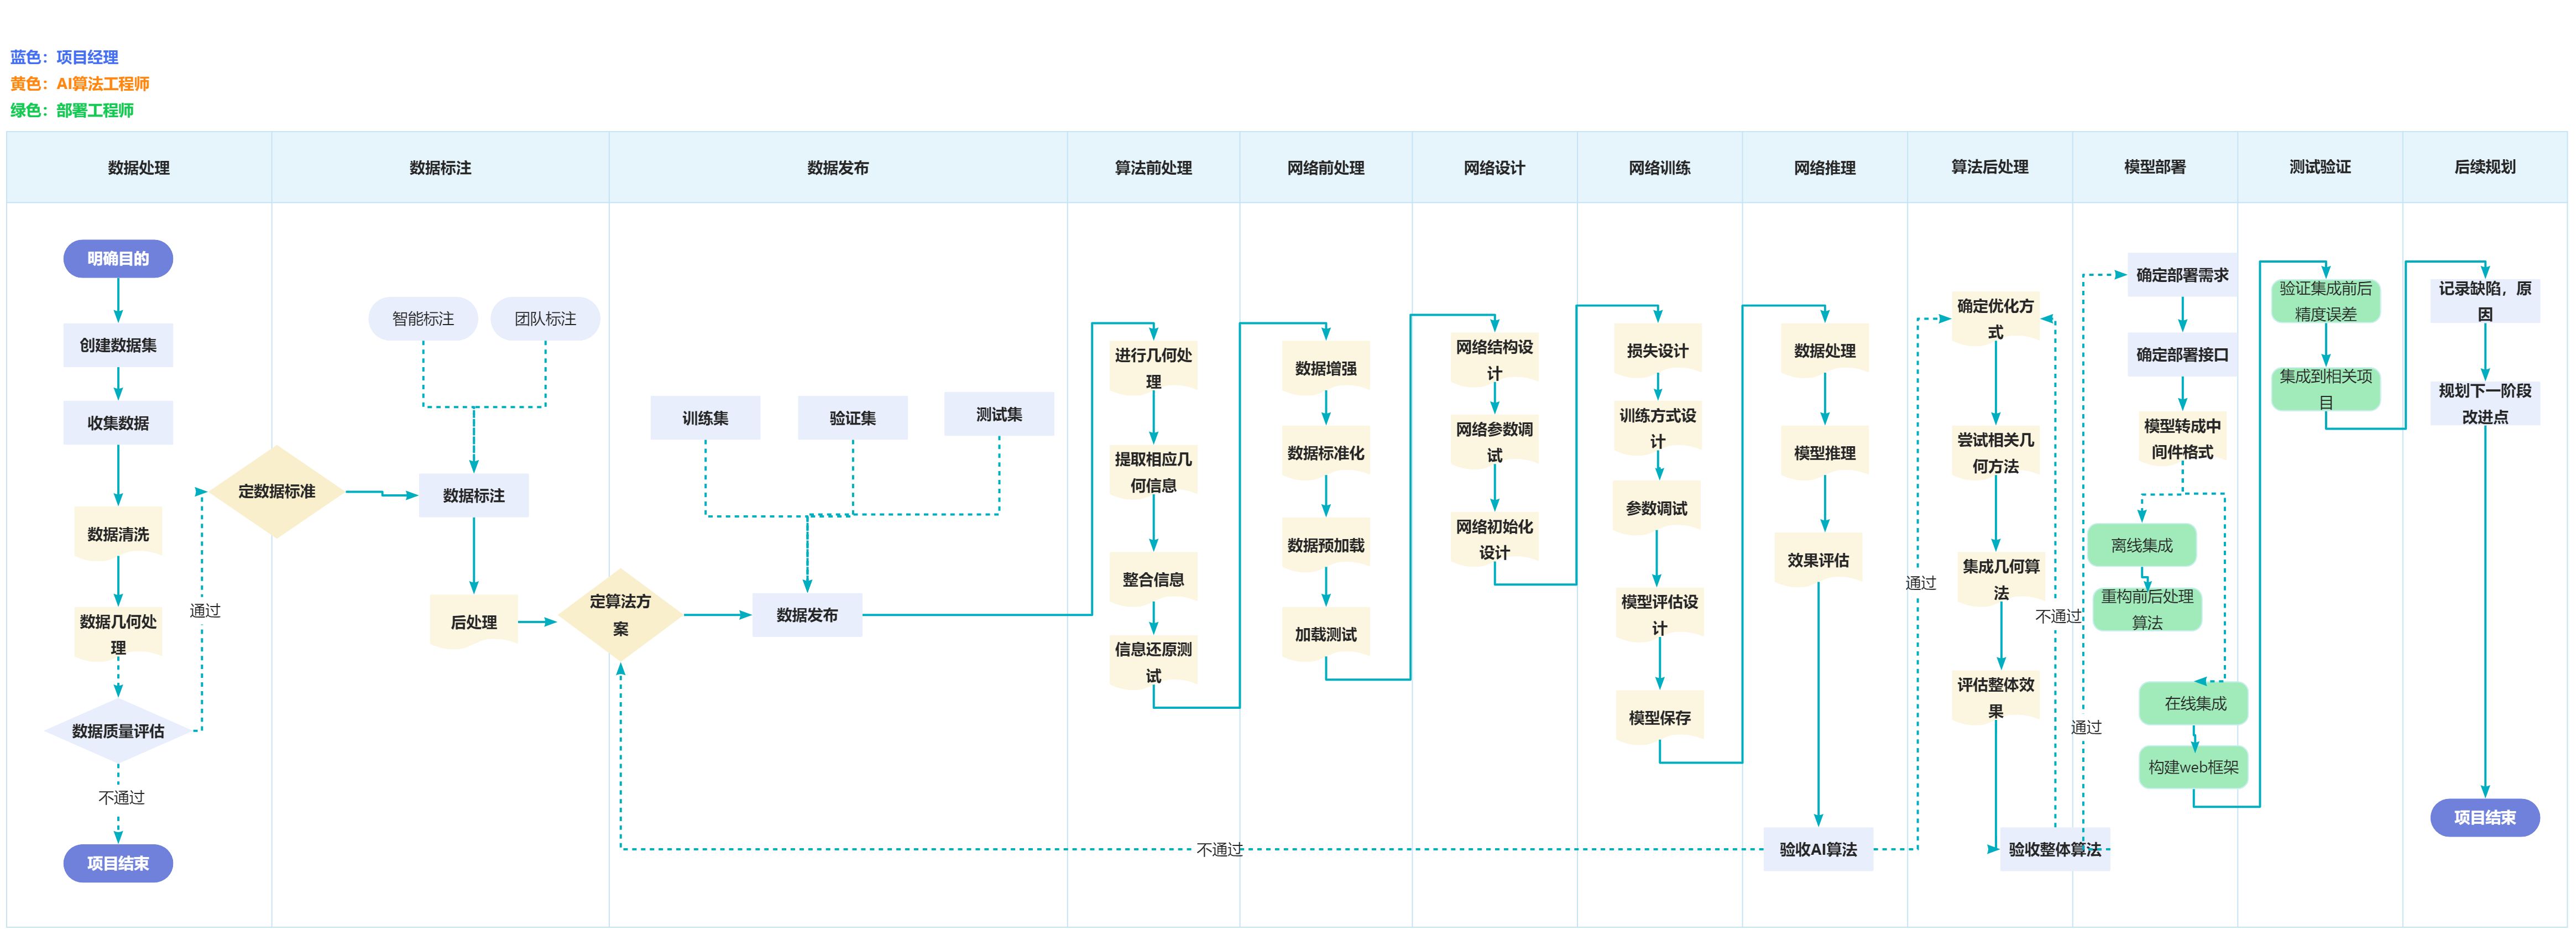 蓝色：项目经理
黄色：AI算法工程师
绿色：部署工程师
数据处理
数据标注
数据发布
算法前处理
网络前处理
网络设计
网络训练
网络推理
算法后处理
模型部署
测试验证
后续规划
明确目的
创建数据集
收集数据
数据清洗
数据几何处
理
数据质量评估
通过
不通过
项目结束
定数据标准
智能标注
团队标注
数据标注
后处理
定算法方
案
训练集
验证集
测试集
数据发布
进行几何处
理
提取相应几
何信息
整合信息
信息还原测
试
数据增强
数据标准化
数据预加载
加载测试
网络结构设
计
网络参数调
试
网络初始化
设计
损失设计
训练方式设
计
参数调试
模型评估设
计
模型保存
数据处理
模型推理
效果评估
验收AI算法
不通过
通过
确定优化方
式
尝试相关几
何方法
集成几何算
法
评估整体效
果
验收整体算法
不通过
通过
确定部署需求
确定部署接口
模型转成中
间件格式
离线集成
重构前后处理
算法
在线集成
构建web框架
验证集成前后
精度误差
集成到相关项
目
记录缺陷，原
因
规划下一阶段
改进点
项目结束